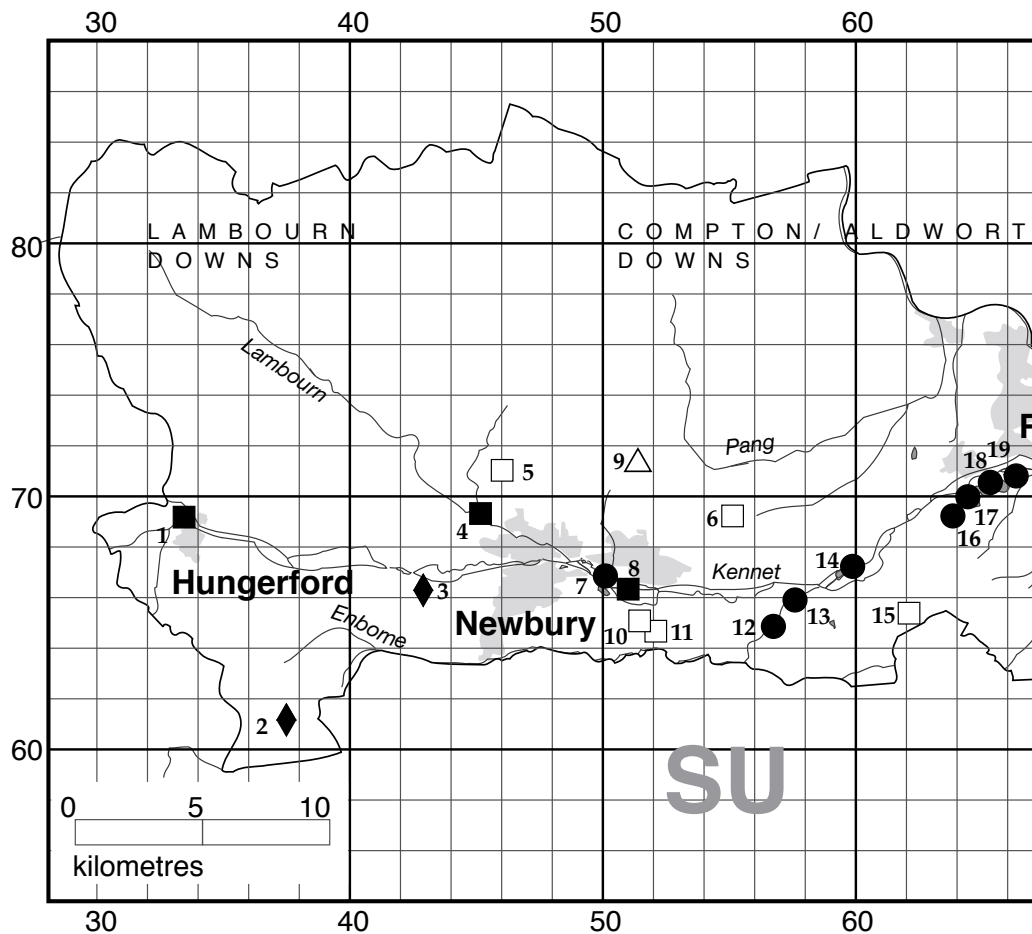 30 40 50 60
80
LAMBOURN
DOWNS
COMPTON/ ALDWORT
DOWNS
Lambourn
Pang
F
9
5
18 19
70
1
4
6
17
16
14
8
7
Kennet
Hungerford
3
Enborne
Newbury
10
11
12
13
15
2
60
SU
0 5 10
kilometres
30 40 50 60